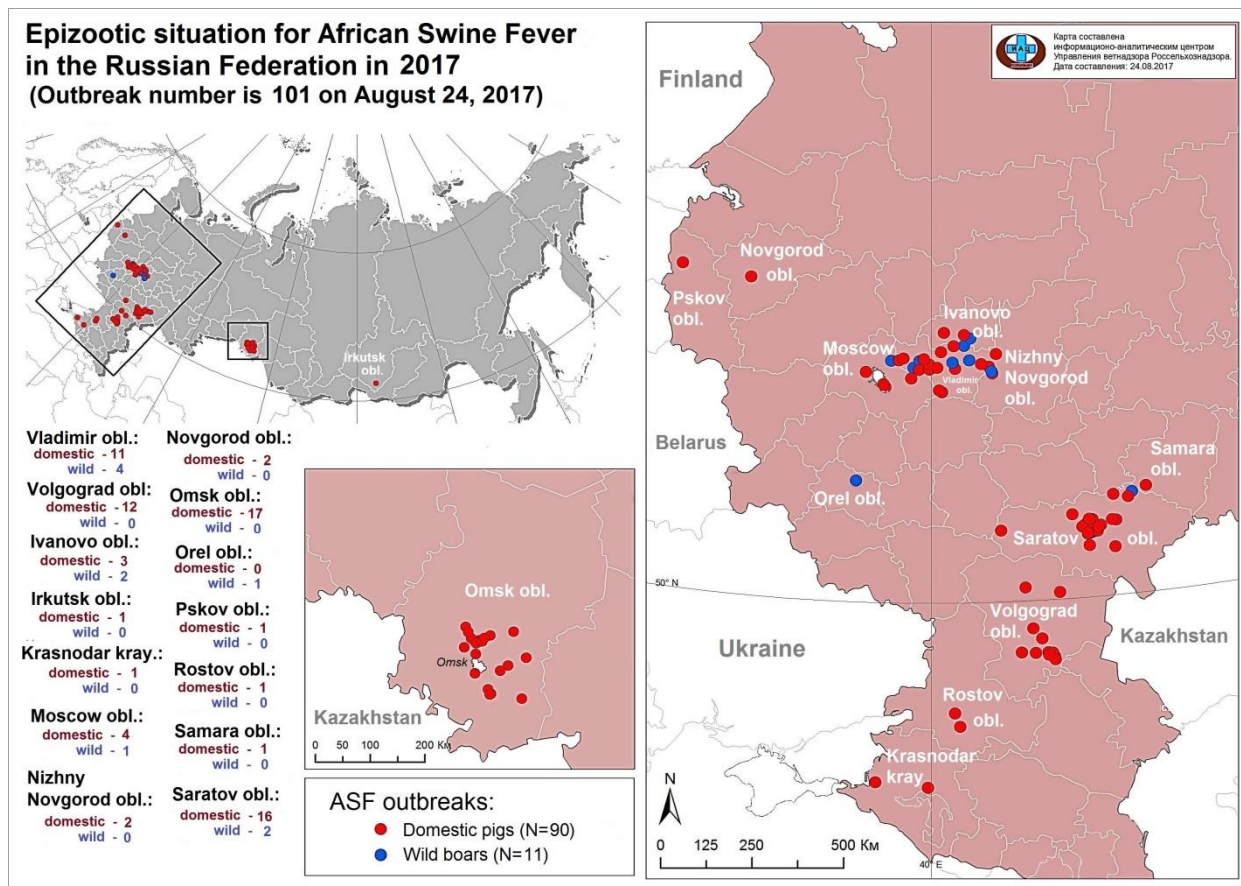 Epizootic situation for African Swine Fever
in the Russian Federation in 2017
(Outbreak number is 101 on August 24, 2017)
Irkutsk
obl.
Vladimir obl.:
domestic - 11
wild - 4
Volgograd obl:
domestic -12
wild - 0
Ivanovo obl.:
domestic - 3
wild - 2
Irkutsk obl.:
domestic - 1
wild - 0
Krasnodar kray.:
domestic - 1
wild - 0
Moscow obl.:
domestic - 4
wild - 1
Nizhny
Novgorod obl.:
domestic - 2
wild - 0
Novgorod obl.:
domestic - 2
wild - 0
Omsk obl.:
domestic - 17
wild - 0
Orel obl.:
domestic - 0
wild - 1
Pskov obl.:
domestic - 1
wild - 0
Rostov obl.:
domestic - 1
wild - 0
Samara obl.:
domestic - 1
wild - 0
Saratov obl.:
domestic - 16
wild - 2
Omsk obl.
Omsk
Kazakhstan
0 50 100 200 Км
ASF outbreaks:
Domestic pigs (N=90)
Wild boars (N=11)
ИАЦ
Карта составлена
информационо-аналитическим центром
Управления ветнадзора Россельхознадзора.
Дата составления: 24.08.2017
Finland
Novgorod
obl.
Pskov
obl.
Ivanovo
obl.
Moscow
obl.
Nizhny
Novgorod
obl.
Vladimir
obl.
Belarus
Samara
obl.
Orel obl.
Saratov obl.
50° N
Volgograd
obl.
Kazakhstan
Ukraine
Rostov
obl.
Krasnodar
kray
N
0 125 250 500 Км
40° E